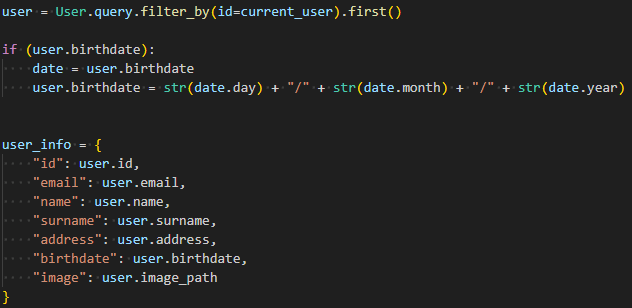 user = User.query.filter_by(id=current_user).first()
if (user.birthdate):
    date = user.birthdate
    user.birthdate = str(date.day) + "/" + str(date.month) + "/" + str(date.year)
user_info = {
    "id": user.id,
    "email": user.email,
    "name": user.name,
    "surname": user.surname,
    "address": user.address,
    "birthdate": user.birthdate,
    "image": user.image_path
}